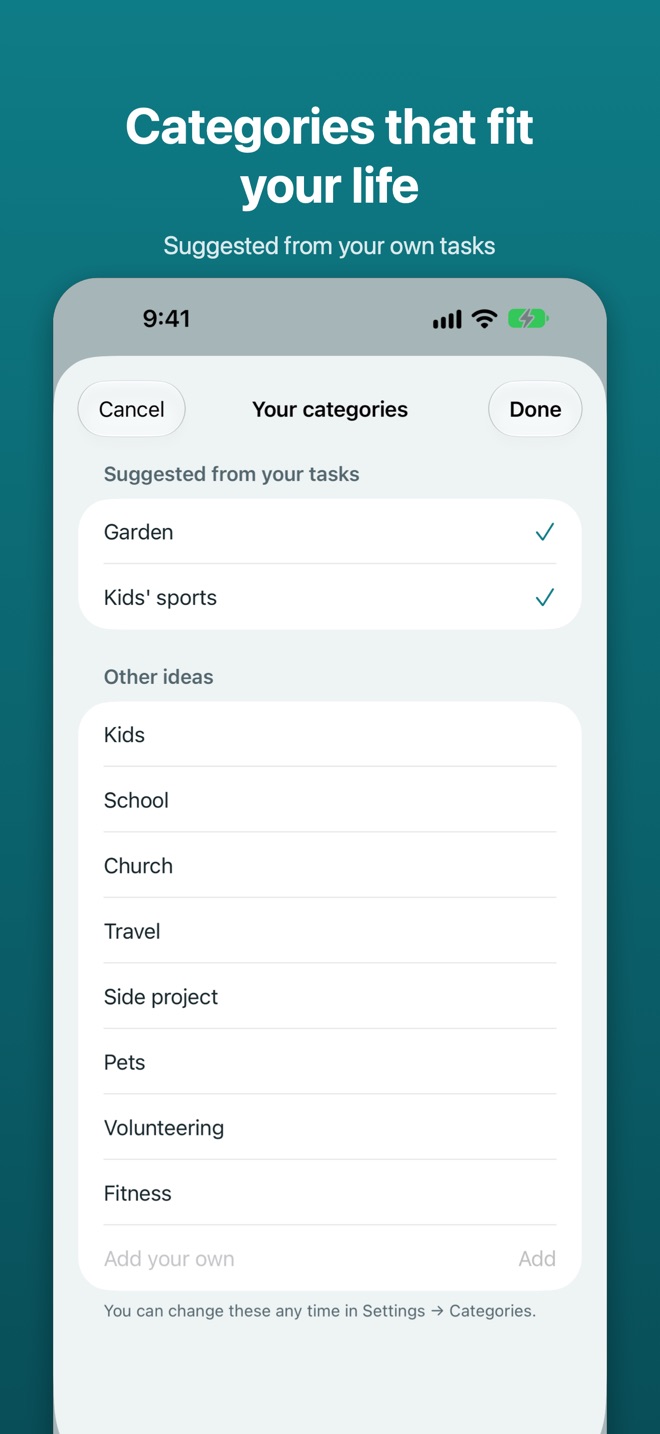 Categories that fit
your life
Suggested from your own tasks
9:41
Cancel
Your categories
Done
Suggested from your tasks
Garden
Kids' sports
Other ideas
Kids
School
Church
Travel
Side project
Pets
Volunteering
Fitness
Add your own
Add
You can change these any time in Settings → Categories.